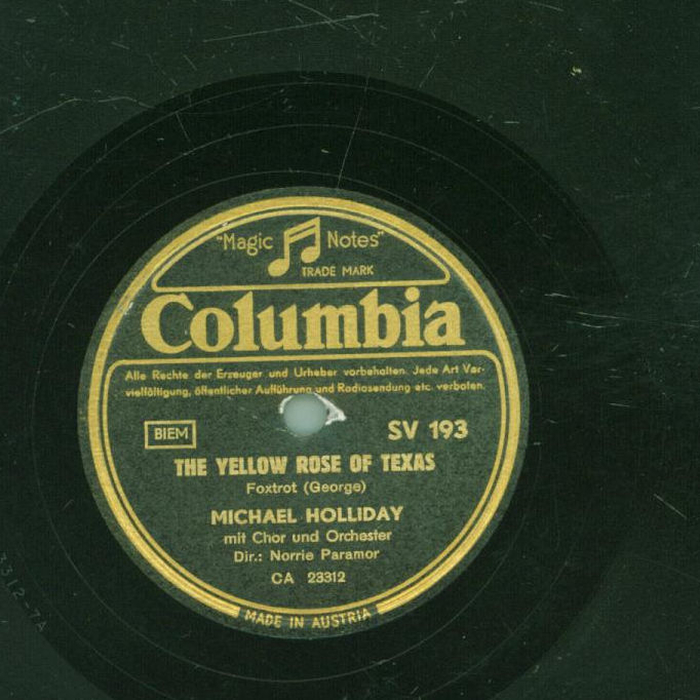 "Magic Notes"
TRADE MARK
Columbia
Alle Rechte der Erzeuger und Urheber vorbehalten. Jede Art Ver-
vielfältigung, öffentlicher Aufführung und Radiosendung etc. verboten.
BIEM
SV 193
THE YELLOW ROSE OF TEXAS
Foxtrot (George)
MICHAEL HOLLIDAY
mit Chor und Orchester
Dir.: Norrie Paramor
CA 23312
MADE IN AUSTRIA